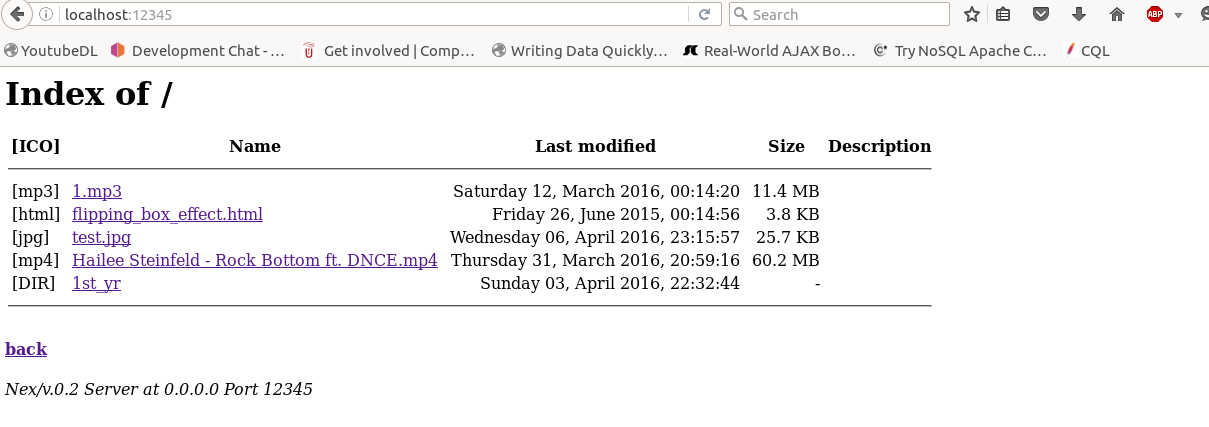 localhost:12345 Search
YoutubeDL Development Chat - ... Get involved | Comp... Writing Data Quickly... Real-World AJAX Bo... Try NoSQL Apache C... CQL
Index of /
[ICO] Name Last modified Size Description
[mp3] 1.mp3 Saturday 12, March 2016, 00:14:20 11.4 MB
[html] flipping_box_effect.html Friday 26, June 2015, 00:14:56 3.8 KB
[jpg] test.jpg Wednesday 06, April 2016, 23:15:57 25.7 KB
[mp4] Hailee Steinfeld - Rock Bottom ft. DNCE.mp4 Thursday 31, March 2016, 20:59:16 60.2 MB
[DIR] 1st_yr Sunday 03, April 2016, 22:32:44 -
back
Nex/v.0.2 Server at 0.0.0.0 Port 12345